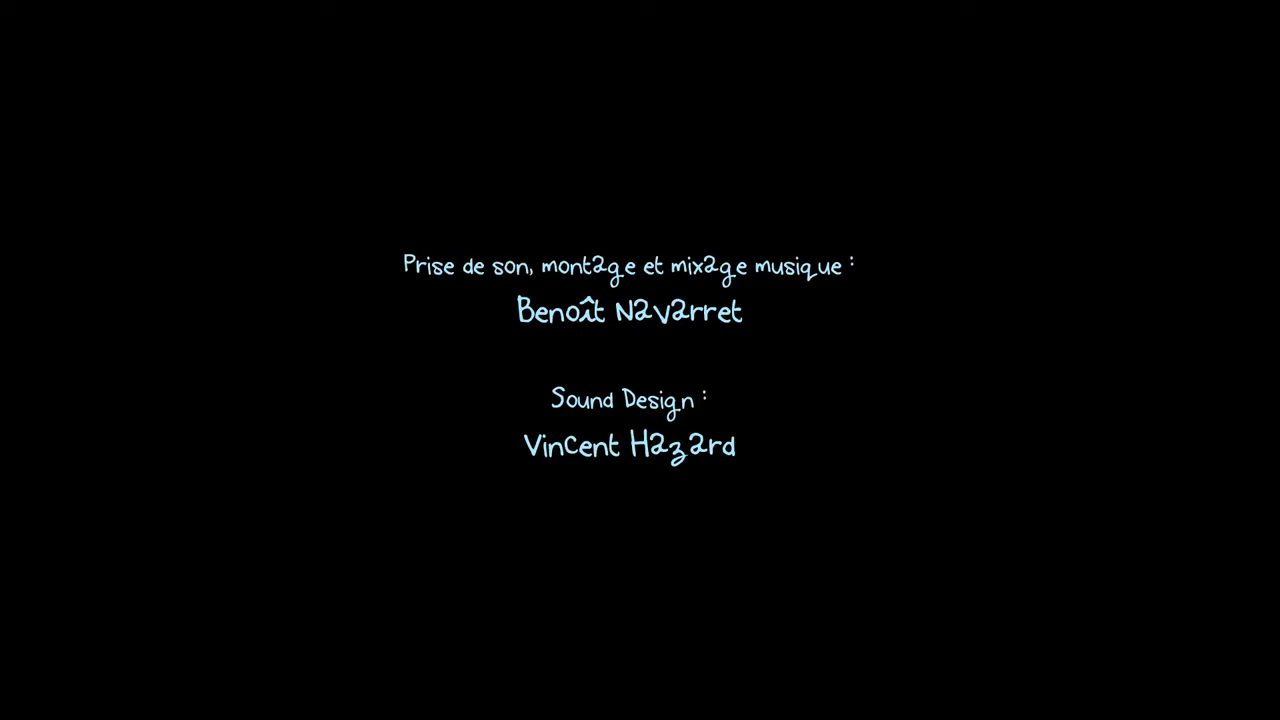 Prise de son, montage et mixage musique :
Benoît Navarret
Sound Design :
Vincent Hazard